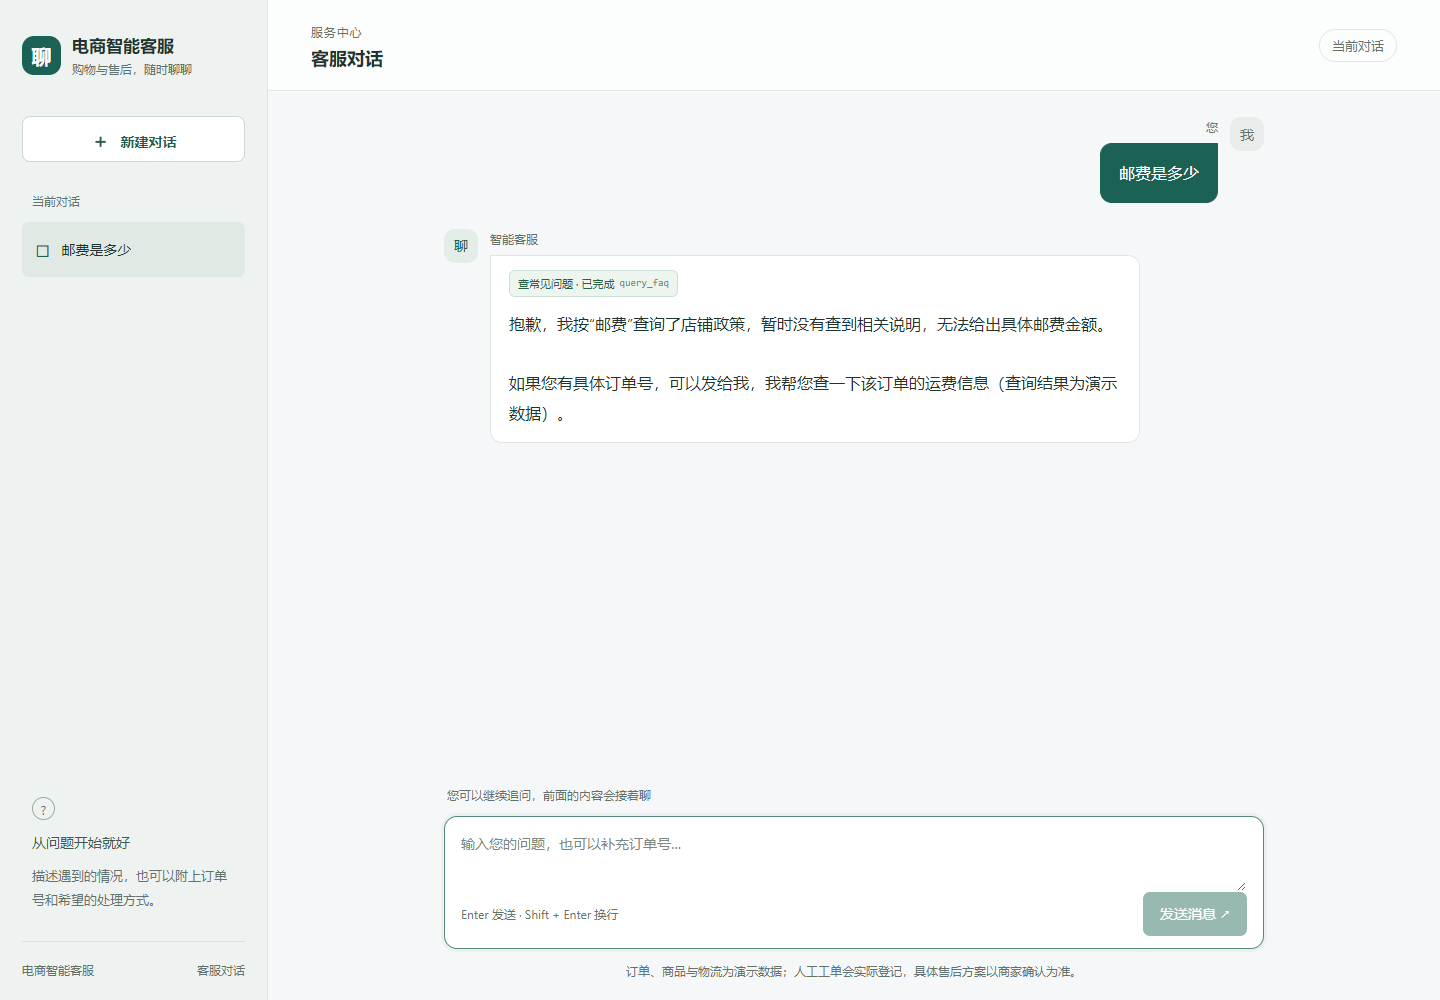 聊
电商智能客服
购物与售后，随时聊聊
+ 新建对话
当前对话
邮费是多少
?
从问题开始就好
描述遇到的情况，也可以附上订单
号和希望的处理方式。
电商智能客服
客服对话
服务中心
客服对话
当前对话
您
我
邮费是多少
聊
智能客服
查常见问题 · 已完成 query_faq
抱歉，我按“邮费”查询了店铺政策，暂时没有查到相关说明，无法给出具体邮费金额。
如果您有具体订单号，可以发给我，我帮您查一下该订单的运费信息（查询结果为演示
数据）。
您可以继续追问，前面的内容会接着聊
输入您的问题，也可以补充订单号...
Enter 发送 · Shift + Enter 换行
发送消息 ↗
订单、商品与物流为演示数据；人工工单会实际登记，具体售后方案以商家确认为准。